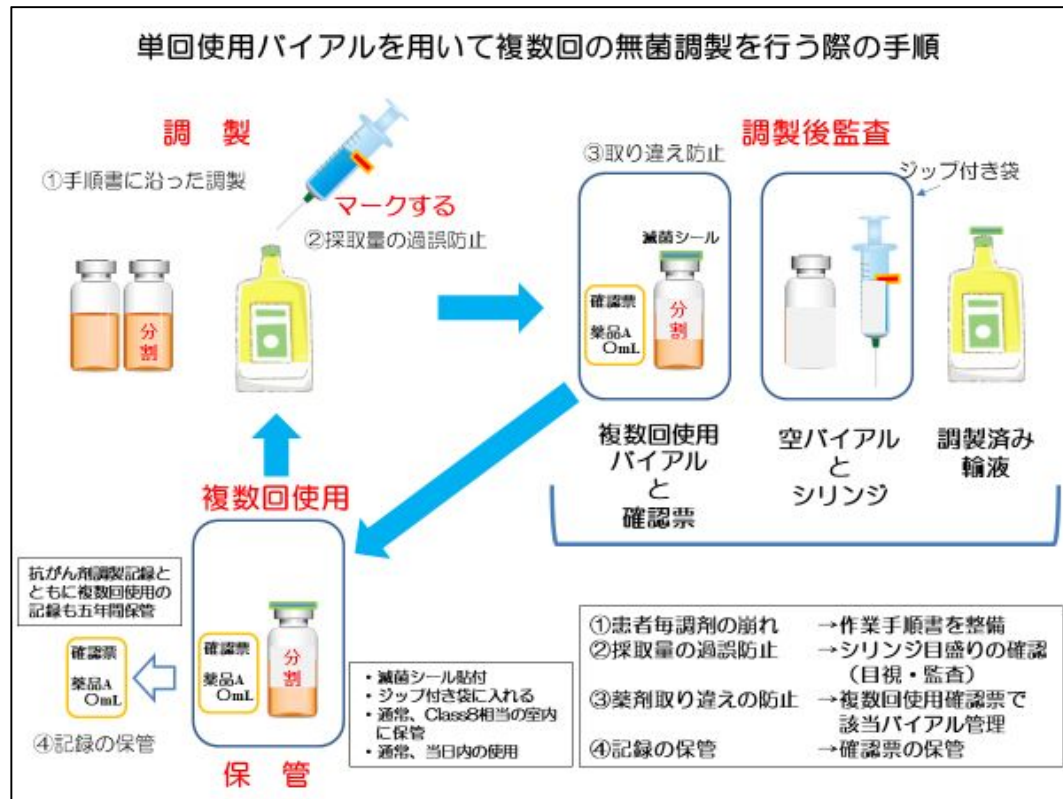 単回使用バイアルを用いて複数回の無菌調製を行う際の手順
調 製
①手順書に沿った調製
マークする
②採取量の過誤防止
分割
調製後監査
③取り違え防止
ジップ付き袋
滅菌シール
確認票
薬品A
〇mL
分割
複数回使用
バイアル
と
確認票
空バイアル
と
シリンジ
調製済み
輸液
複数回使用
抗がん剤調製記録と
ともに複数回使用の
記録も五年間保管
確認票
薬品A
〇mL
④記録の保管
確認票
薬品A
〇mL
分割
保 管
・滅菌シール貼付
・ジップ付き袋に入れる
・通常、Class8相当の室内
に保管
・通常、当日内の使用
①患者毎調剤の崩れ →作業手順書を整備
②採取量の過誤防止 →シリンジ目盛りの確認
(目視・監査)
③薬剤取り違えの防止 →複数回使用確認票で
該当バイアル管理
④記録の保管 →確認票の保管